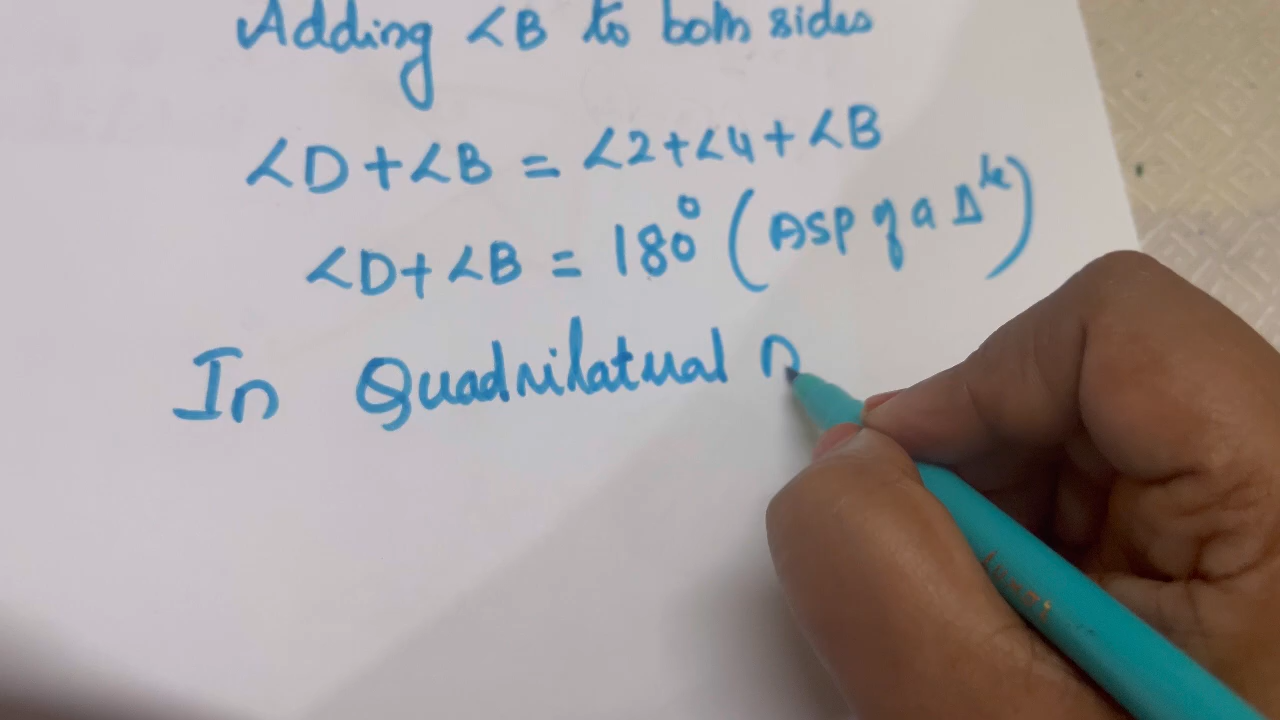 Adding ∠B to both sides
∠D+∠B = ∠2+∠4+∠B
∠D+∠B = 180° (ASP of a Δle)
In Quadrilatual